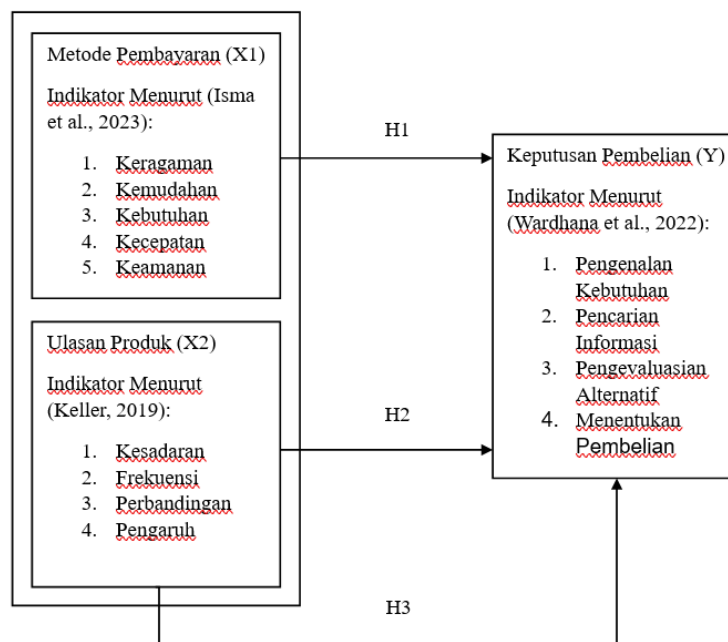 Metode Pembayaran (X1)
Indikator Menurut (Isma
et al., 2023):
1. Keragaman
2. Kemudahan
3. Kebutuhan
4. Kecepatan
5. Keamanan
Ulasan Produk (X2)
Indikator Menurut
(Keller, 2019):
1. Kesadaran
2. Frekuensi
3. Perbandingan
4. Pengaruh
H1
H2
H3
Keputusan Pembelian (Y)
Indikator Menurut
(Wardhana et al., 2022):
1. Pengenalan
Kebutuhan
2. Pencarian
Informasi
3. Pengevaluasian
Alternatif
4. Menentukan
Pembelian